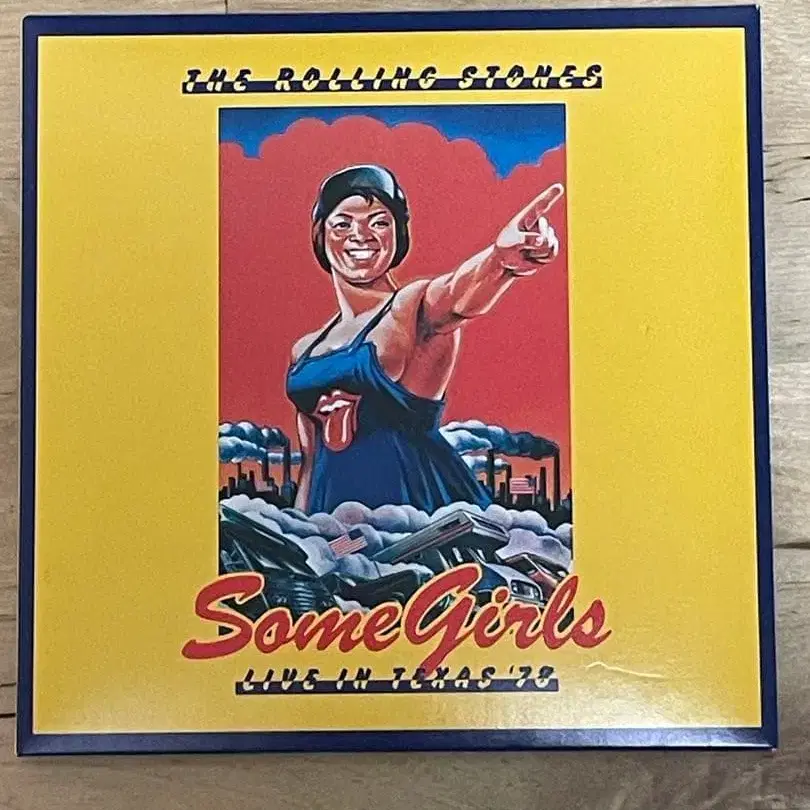 THE ROLLING STONES
Some Girls
LIVE IN TEXAS '78